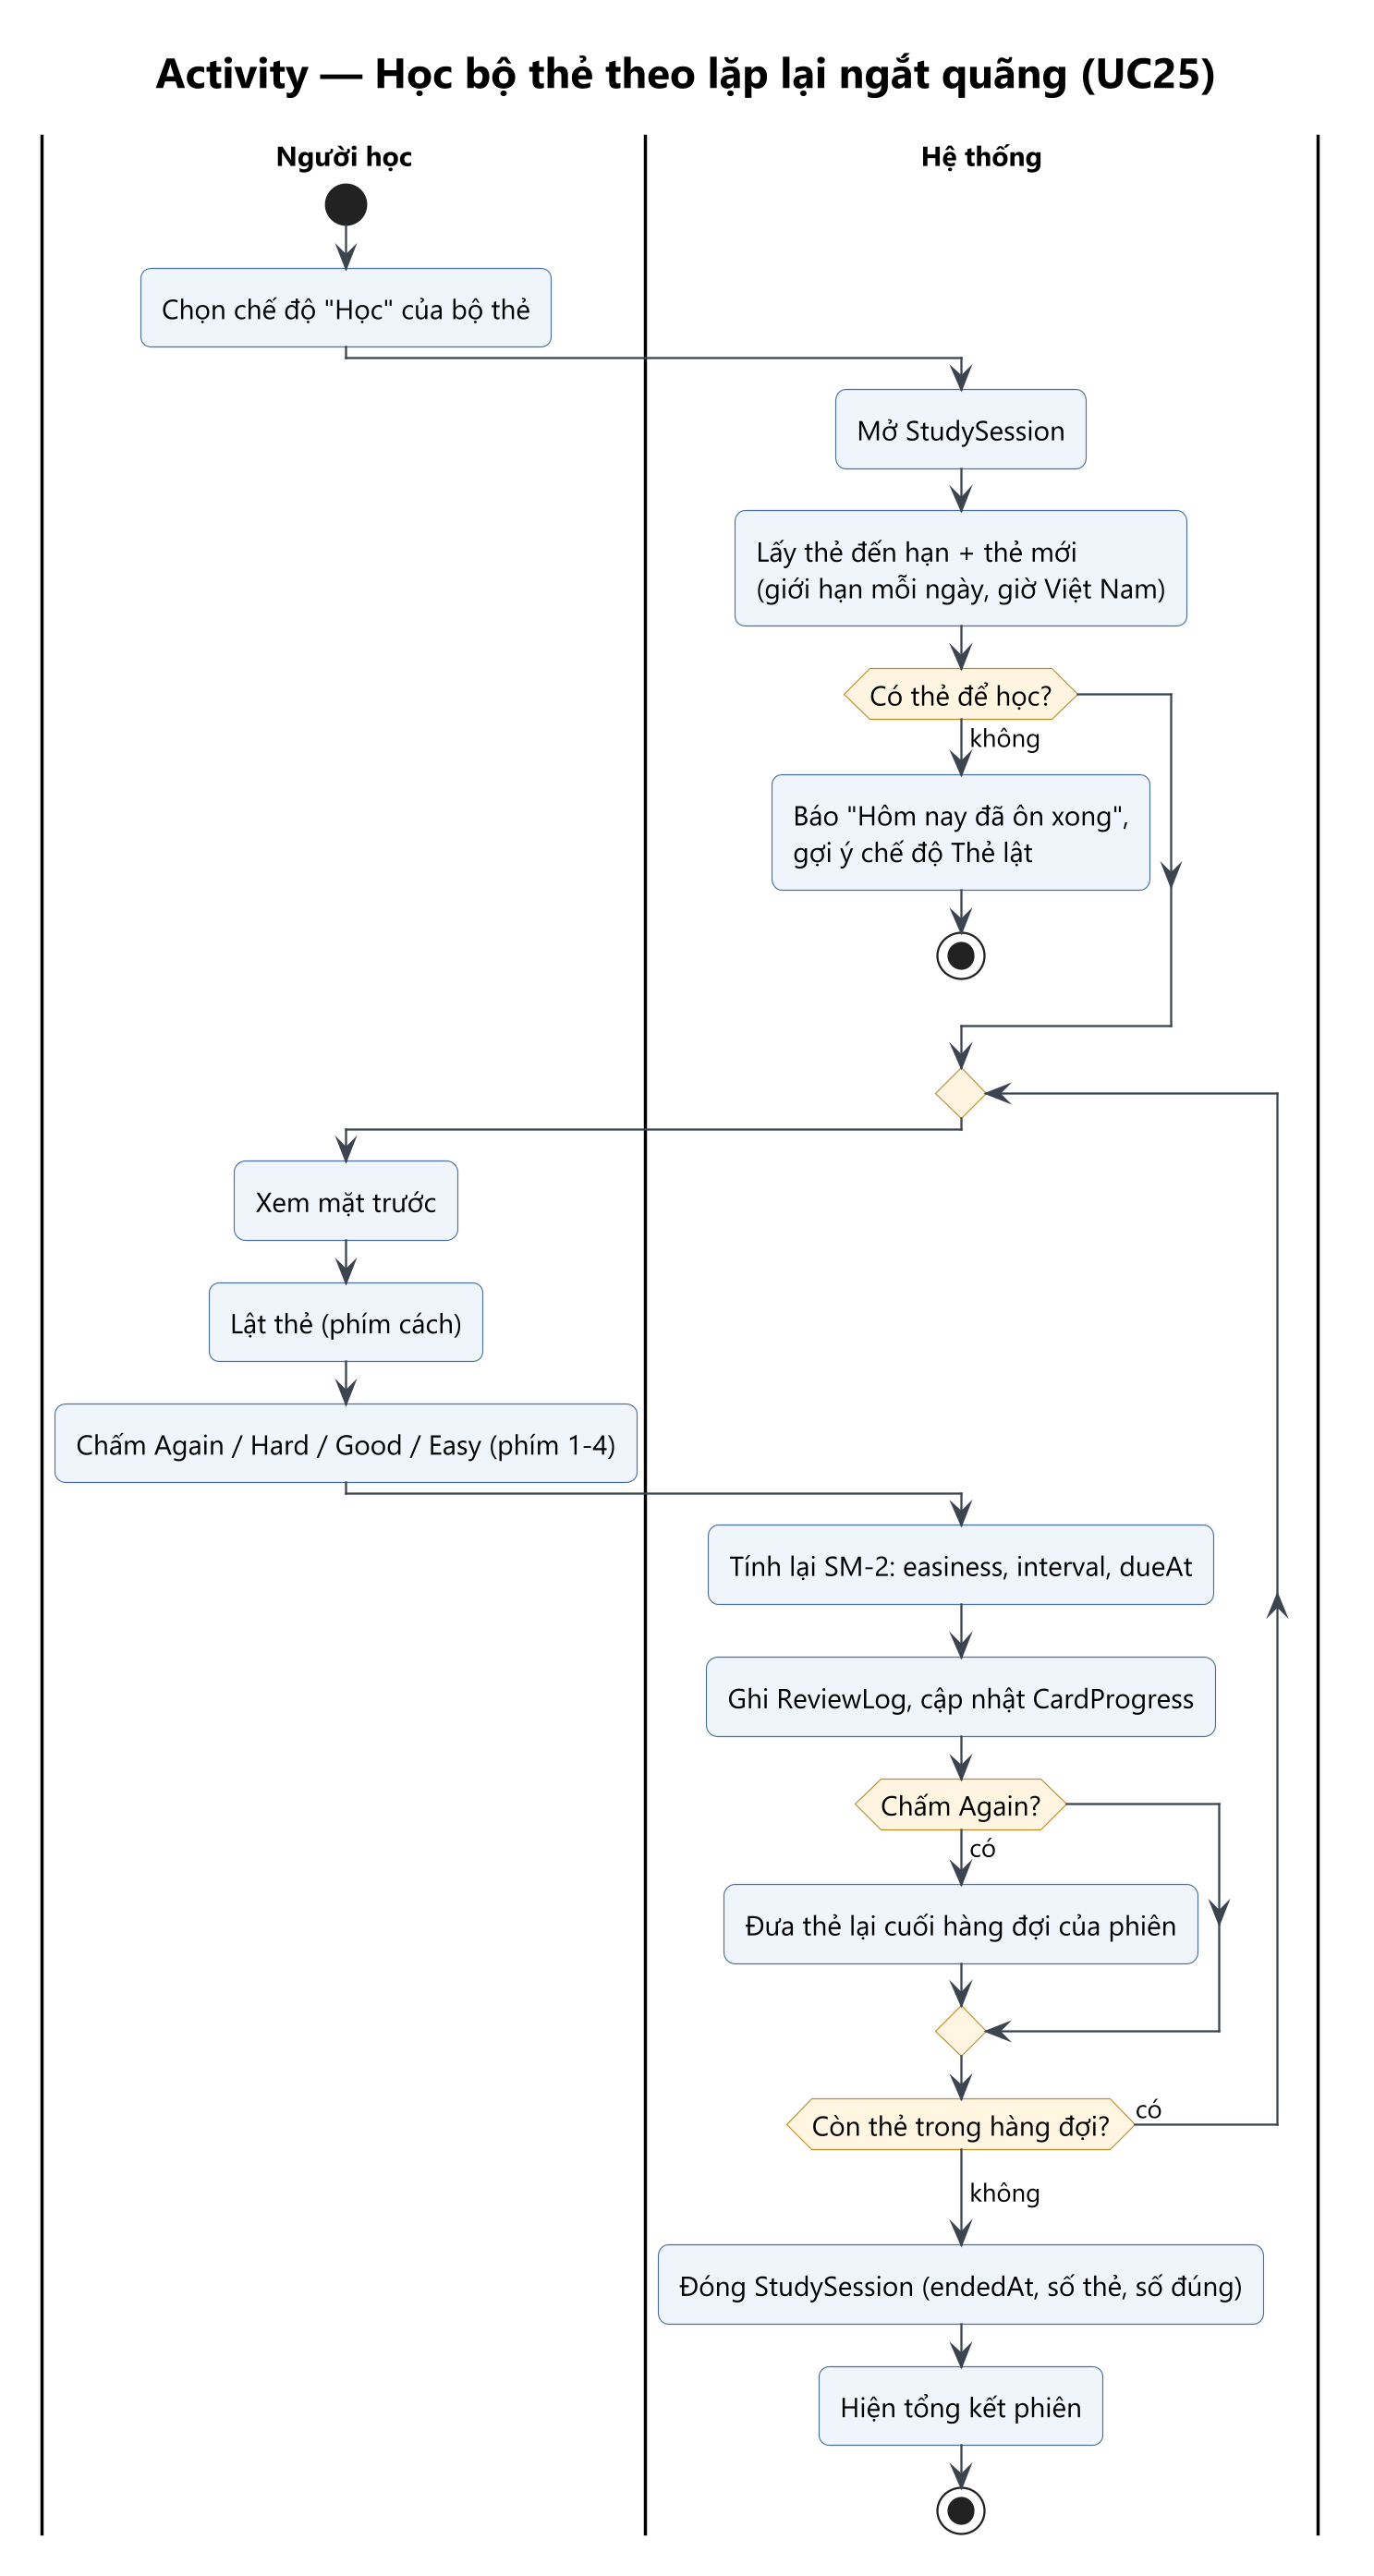 Activity — Học bộ thẻ theo lặp lại ngắt quãng (UC25)
Người học
Hệ thống
Chọn chế độ "Học" của bộ thẻ
Mở StudySession
Lấy thẻ đến hạn + thẻ mới
(giới hạn mỗi ngày, giờ Việt Nam)
Có thẻ để học?
không
Báo "Hôm nay đã ôn xong",
gợi ý chế độ Thẻ lật
Xem mặt trước
Lật thẻ (phím cách)
Chấm Again / Hard / Good / Easy (phím 1-4)
Tính lại SM-2: easiness, interval, dueAt
Ghi ReviewLog, cập nhật CardProgress
Chấm Again?
có
Đưa thẻ lại cuối hàng đợi của phiên
Còn thẻ trong hàng đợi?
có
không
Đóng StudySession (endedAt, số thẻ, số đúng)
Hiện tổng kết phiên